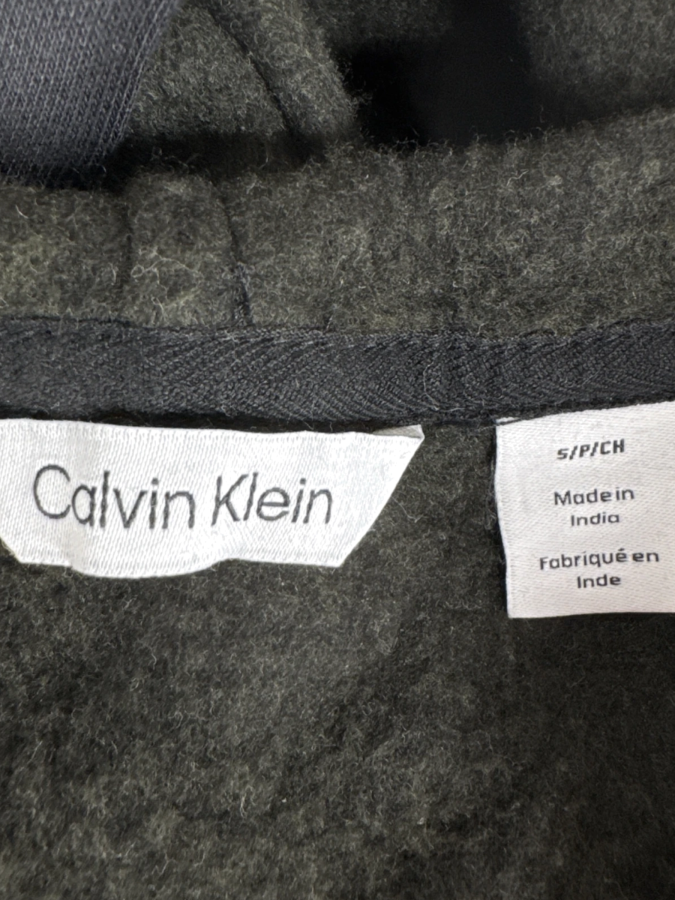 Calvin Klein
S/P/CH
Made in
India
Fabriqué en
Inde